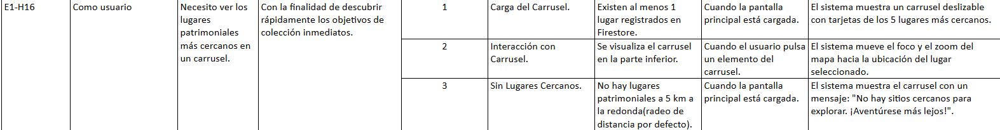 E1-H16
Como usuario
Necesito ver los
lugares
patrimoniales
más cercanos en
un carrusel.
Con la finalidad de descubrir
rápidamente los objetivos de
colección inmediatos.
1
Carga del Carrusel.
Existen al menos 1
lugar registrados en
Firestore.
Cuando la pantalla
principal está cargada.
El sistema muestra un carrusel deslizable
con tarjetas de los 5 lugares más cercanos.
2
Interacción con
Carrusel.
Se visualiza el carrusel
en la parte inferior.
Cuando el usuario pulsa
un elemento del
carrusel.
El sistema mueve el foco y el zoom del
mapa hacia la ubicación del lugar
seleccionado.
3
Sin Lugares Cercanos.
No hay lugares
patrimoniales a 5 km a
la redonda(radeo de
distancia por defecto).
Cuando la pantalla
principal está cargada.
El sistema muestra el carrusel con un
mensaje: "No hay sitios cercanos para
explorar. ¡Aventúrese más lejos!".